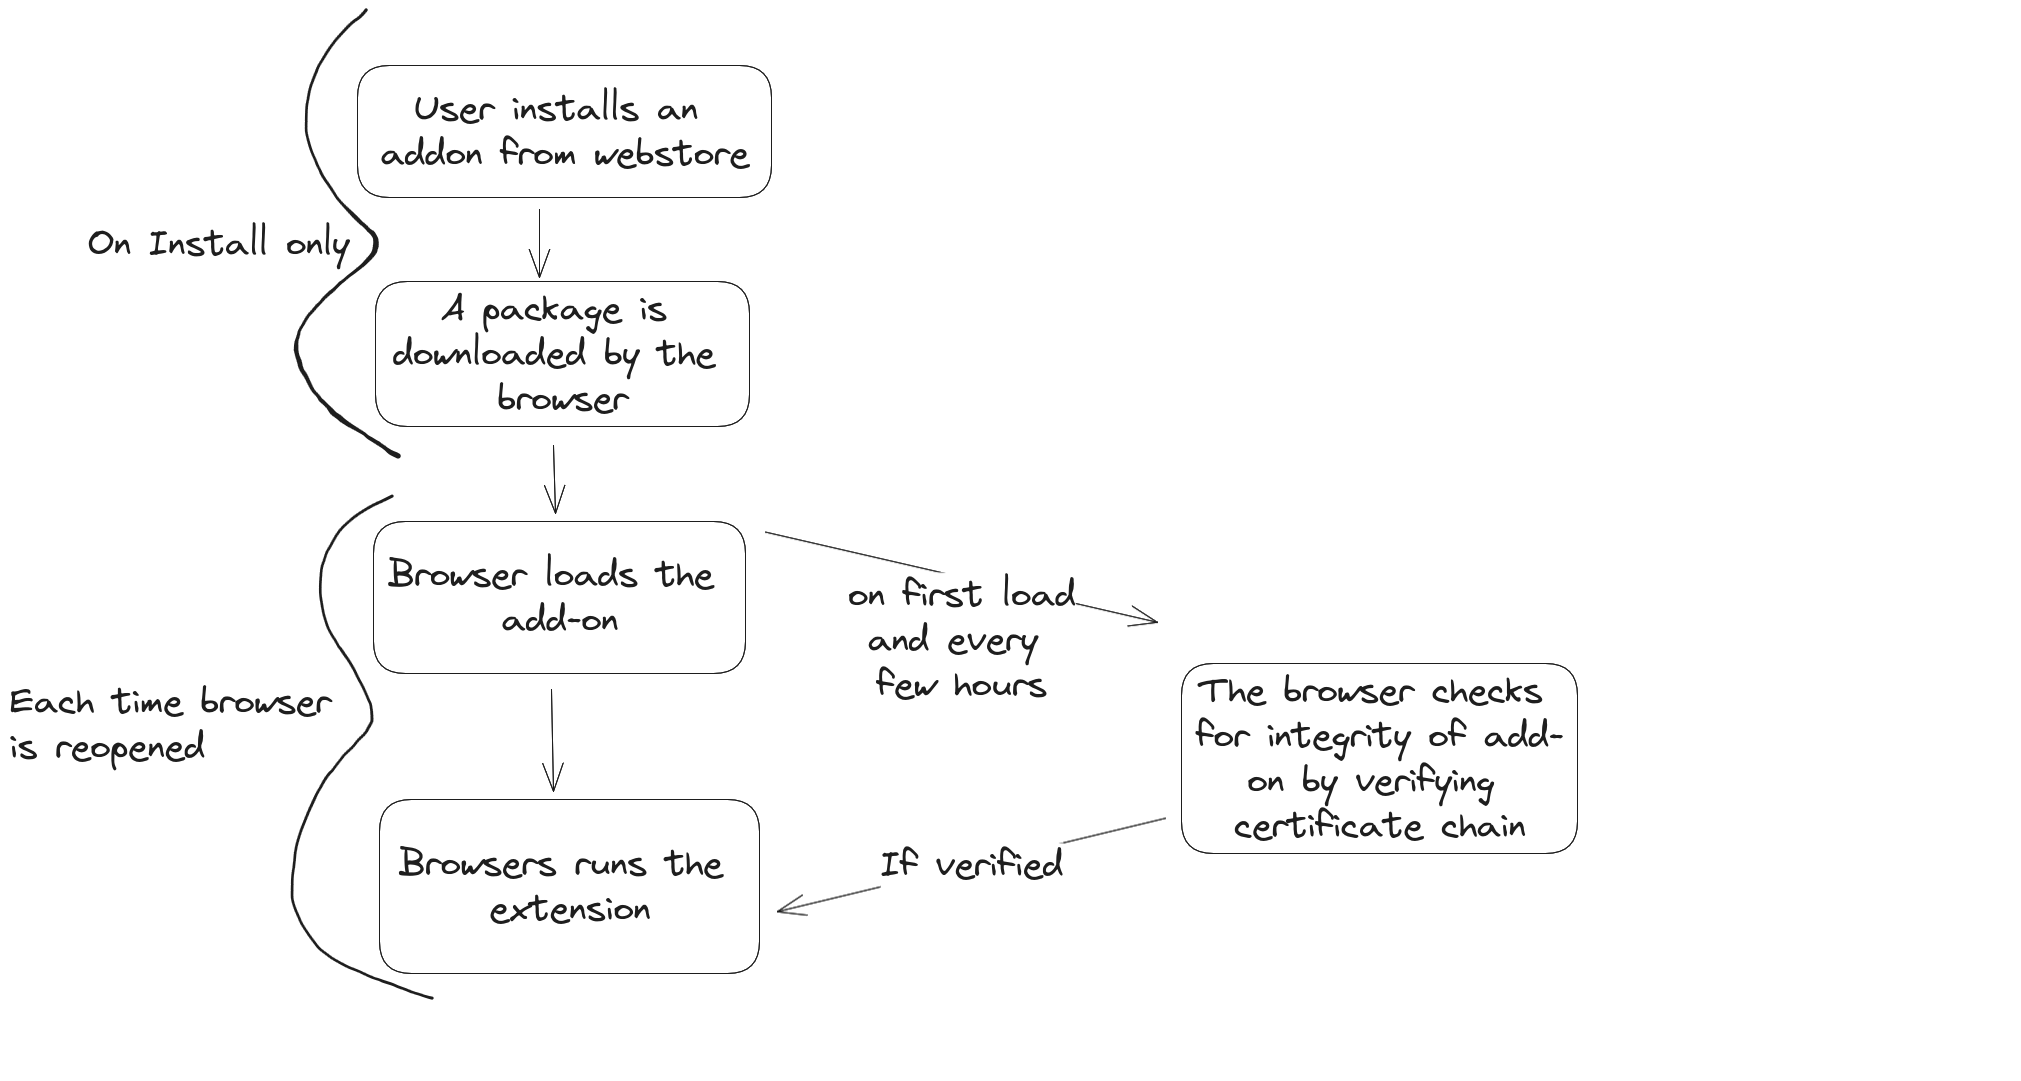 User installs an
addon from webstore
On Install only
A package is
downloaded by the
browser
Browser loads the
add-on
on first load
and every
few hours
Each time browser
is reopened
The browser checks
for integrity of add-
on by verifying
certificate chain
If verified
Browsers runs the
extension